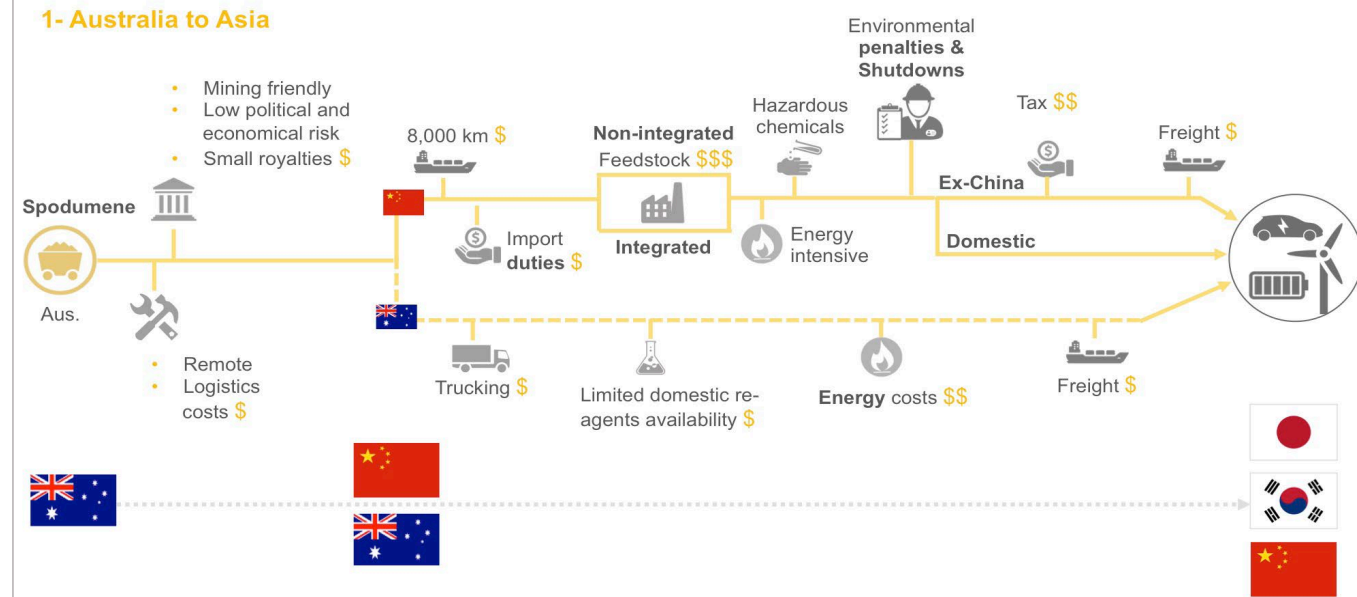 1- Australia to Asia
• Mining friendly
• Low political and
economical risk
• Small royalties $
Spodumene
Aus.
• Remote
• Logistics
costs $
8,000 km $
$
Import
duties $
Non-integrated
Feedstock $$$
Integrated
Hazardous
chemicals
Energy
intensive
Environmental
penalties &
Shutdowns
Ex-China
Domestic
Tax $$
$
Freight $
Trucking $
Limited domestic re-
agents availability $
Energy costs $$
Freight $